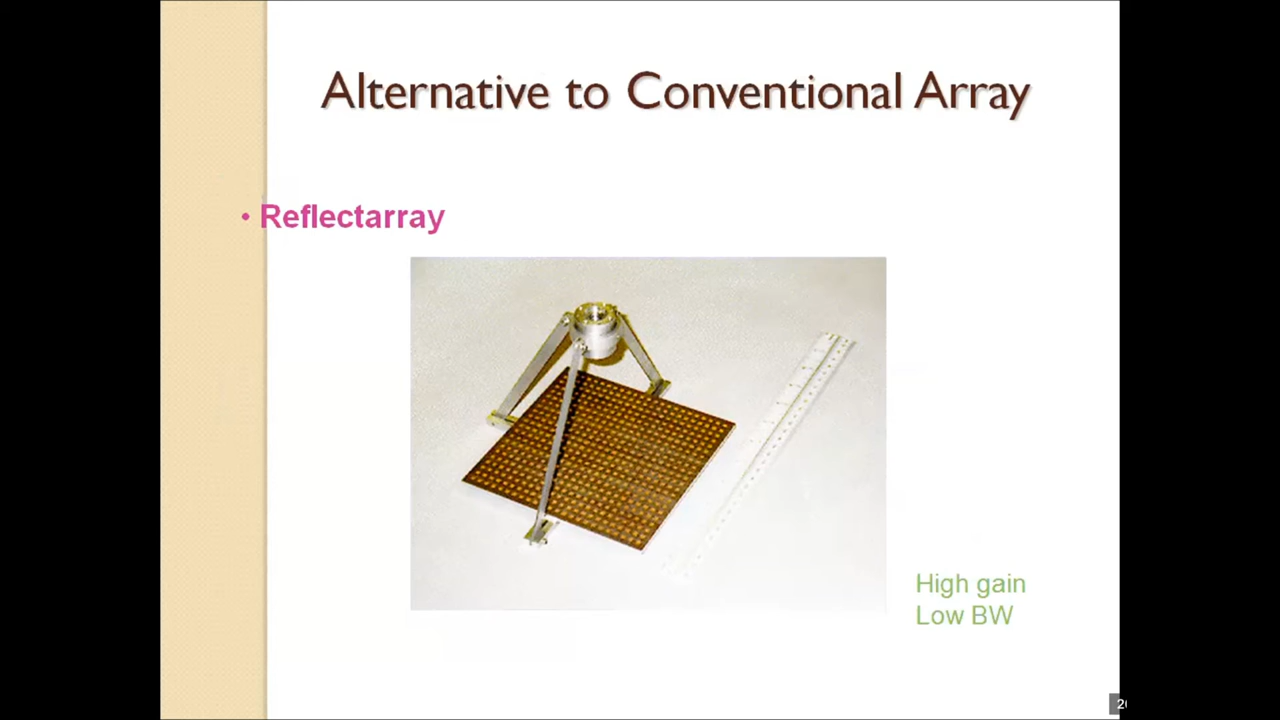 Alternative to Conventional Array
• Reflectarray
High gain
Low BW